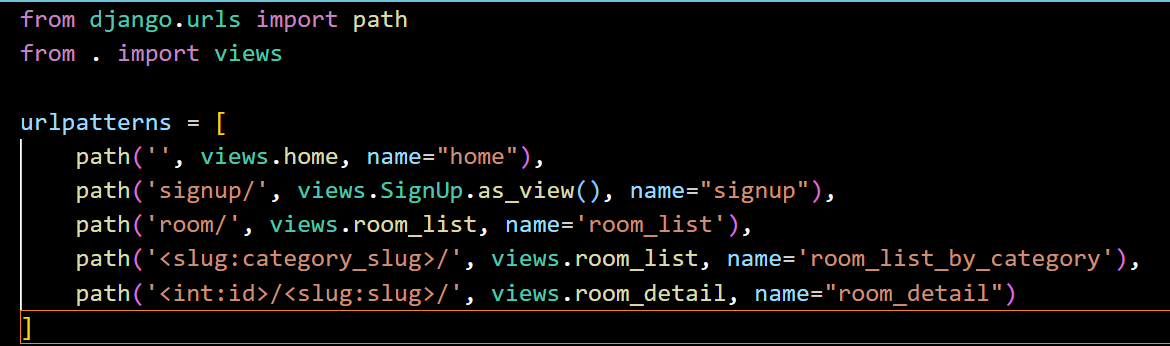 from django.urls import path
from . import views
urlpatterns = [
path('', views.home, name="home"),
path('signup/', views.SignUp.as_view(), name="signup"),
path('room/', views.room_list, name='room_list'),
path('<slug:category_slug>/', views.room_list, name='room_list_by_category'),
path('<int:id>/<slug:slug>/', views.room_detail, name="room_detail")
]